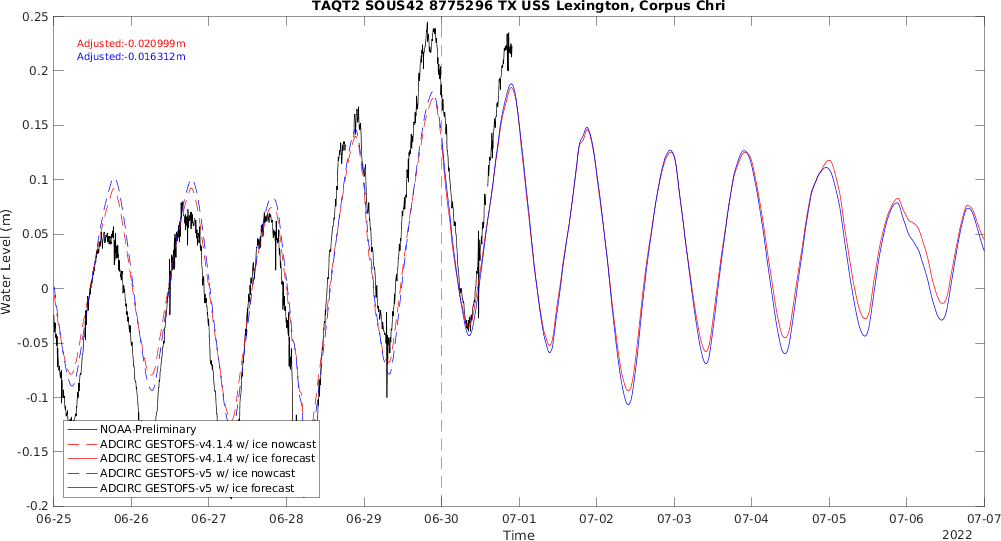 TAQT2 SOUS42 8775296 TX USS Lexington, Corpus Chri
Adjusted:-0.020999m
Adjusted:-0.016312m
0.25
0.2
0.15
0.1
0.05
0
-0.05
-0.1
-0.15
-0.2
Water Level (m)
NOAA-Preliminary
ADCIRC GESTOFS-v4.1.4 w/ ice nowcast
ADCIRC GESTOFS-v4.1.4 w/ ice forecast
ADCIRC GESTOFS-v5 w/ ice nowcast
ADCIRC GESTOFS-v5 w/ ice forecast
06-25 06-26 06-27 06-28 06-29 06-30 07-01 07-02 07-03 07-04 07-05 07-06 07-07
Time
2022